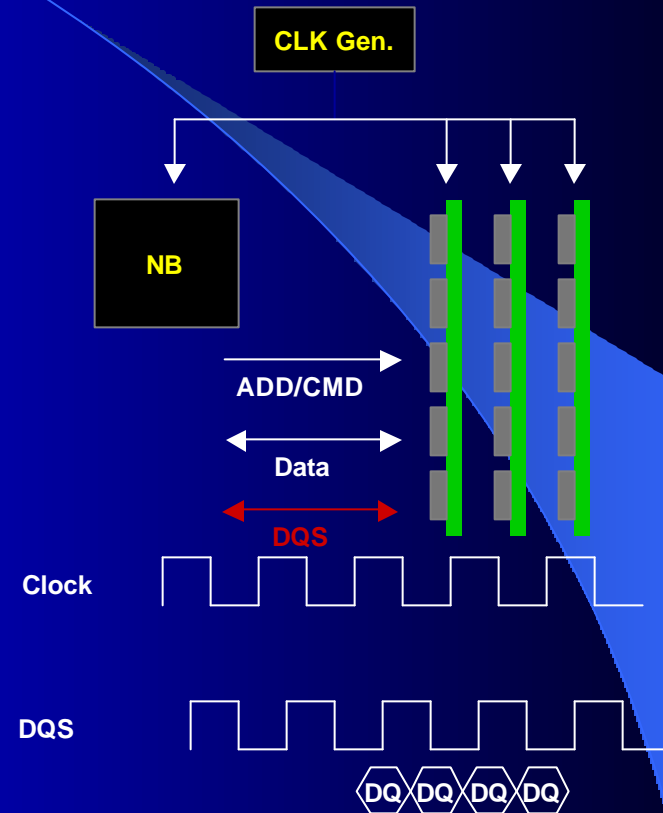 CLK Gen.
NB
ADD/CMD
Data
DQS
Clock
DQS
DQ DQ DQ DQ